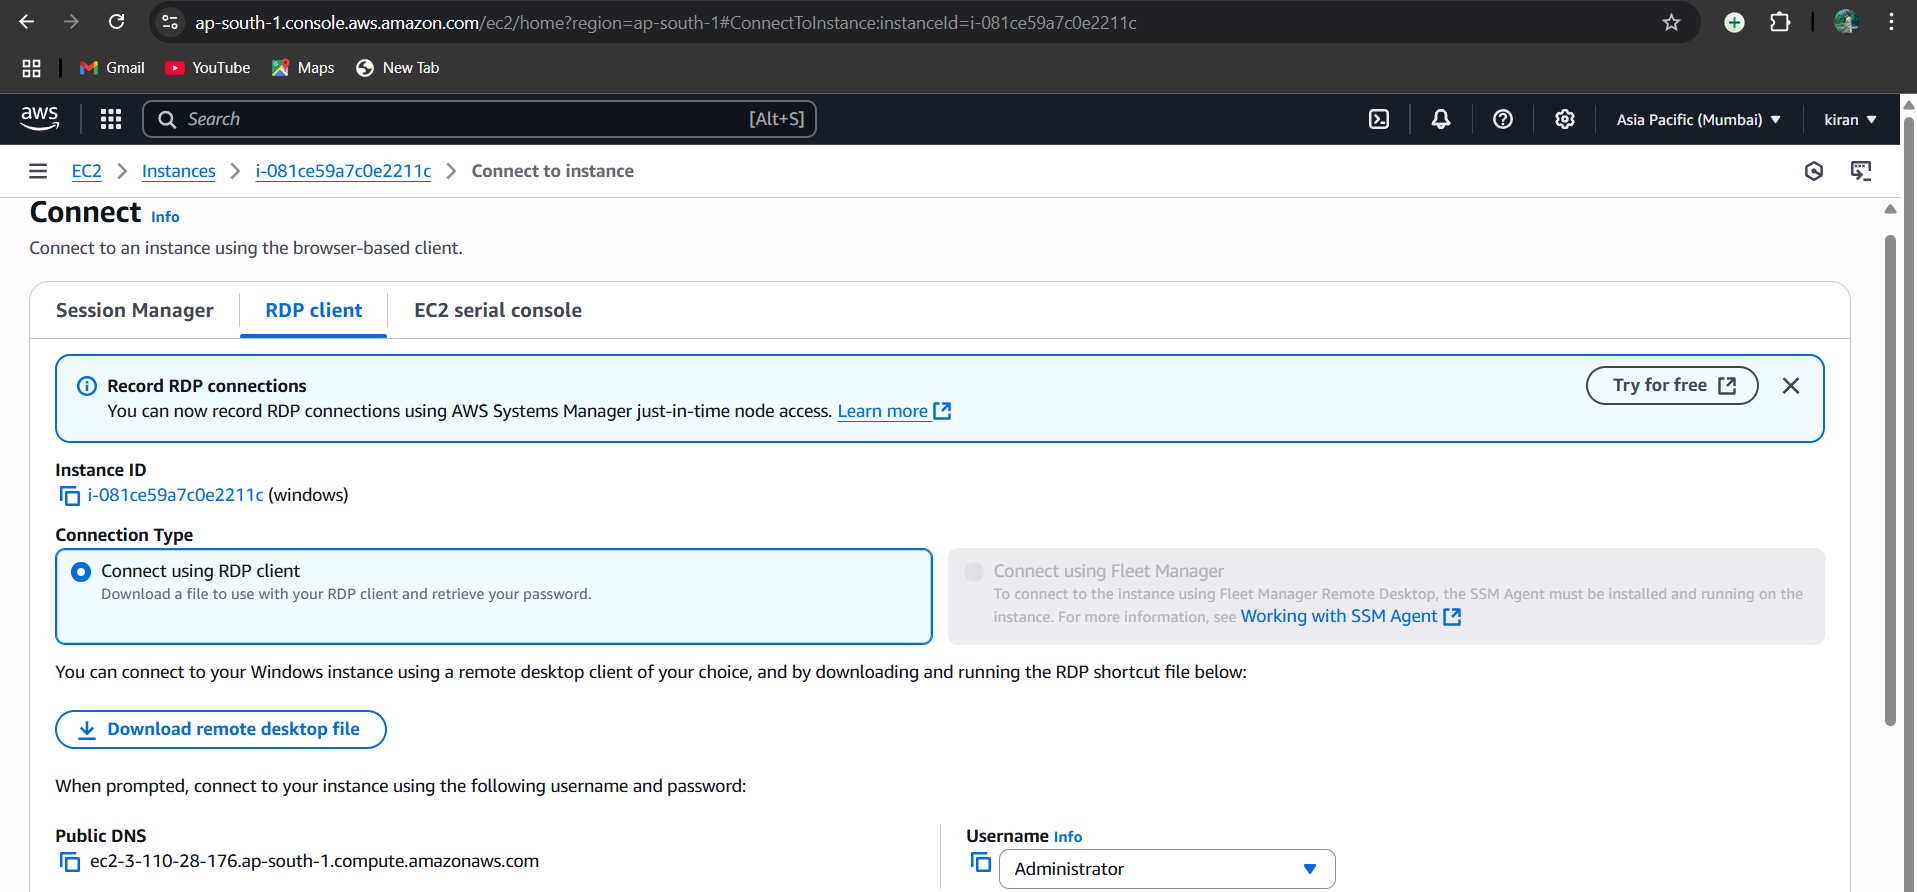 ap-south-1.console.aws.amazon.com/ec2/home?region=ap-south-1#ConnectToInstance:instanceId=i-081ce59a7c0e2211c
Gmail YouTube Maps New Tab
aws Search [Alt+S] Asia Pacific (Mumbai) kiran
EC2 Instances i-081ce59a7c0e2211c Connect to instance
Connect Info
Connect to an instance using the browser-based client.
Session Manager RDP client EC2 serial console
Record RDP connections
You can now record RDP connections using AWS Systems Manager just-in-time node access. Learn more
Try for free
Instance ID
i-081ce59a7c0e2211c (windows)
Connection Type
Connect using RDP client
Download a file to use with your RDP client and retrieve your password.
Connect using Fleet Manager
To connect to the instance using Fleet Manager Remote Desktop, the SSM Agent must be installed and running on the
instance. For more information, see Working with SSM Agent
You can connect to your Windows instance using a remote desktop client of your choice, and by downloading and running the RDP shortcut file below:
Download remote desktop file
When prompted, connect to your instance using the following username and password:
Public DNS
ec2-3-110-28-176.ap-south-1.compute.amazonaws.com
Username Info
Administrator